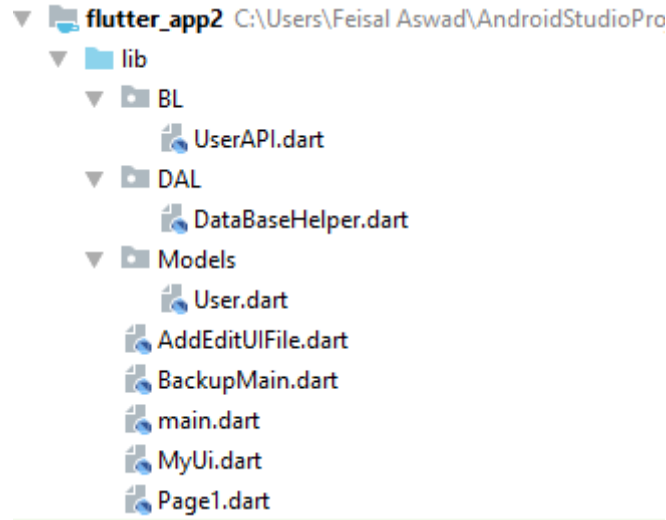 flutter_app2 C:\Users\Feisal Aswad\AndroidStudioPro
lib
BL
UserAPI.dart
DAL
DataBaseHelper.dart
Models
User.dart
AddEditUIFile.dart
BackupMain.dart
main.dart
MyUi.dart
Page1.dart